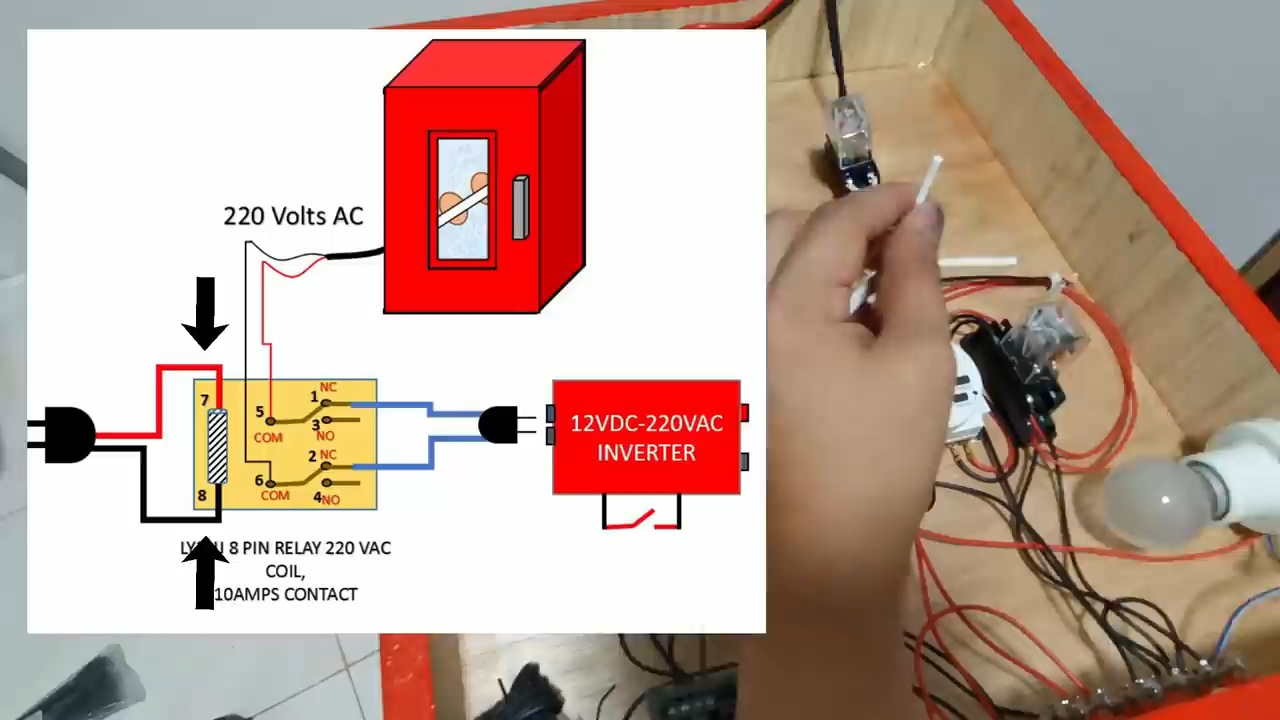 220 Volts AC
7
8
5
COM
6
COM
NC
1
3
NO
2
NC
4
NO
12VDC-220VAC
INVERTER
8 PIN RELAY 220 VAC
COIL,
10AMPS CONTACT